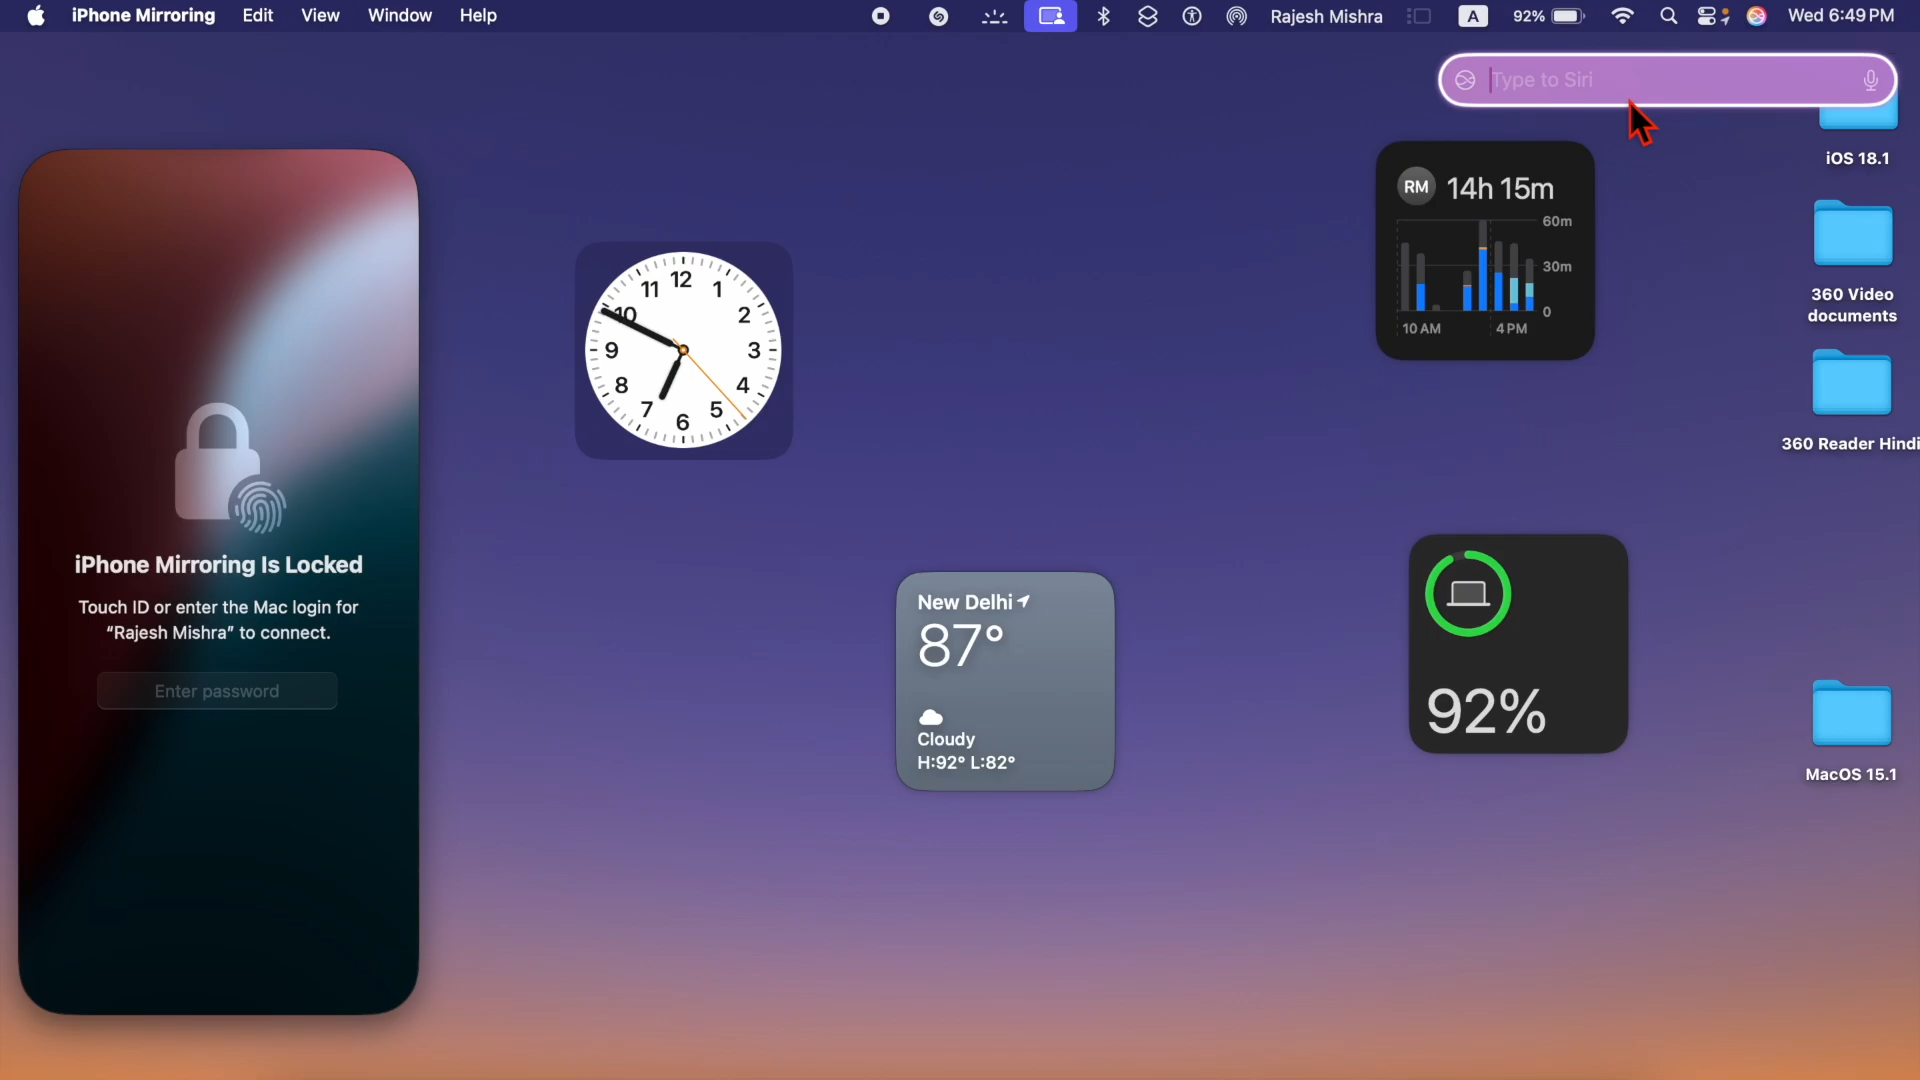 iPhone Mirroring Edit View Window Help Rajesh Mishra A 92% Wed 6:49 PM
Type to Siri
iOS 18.1
RM 14h 15m
60m
30m
0
10 AM 4 PM
360 Video
documents
360 Reader Hindi
12
1
2
3
4
5
6
7
8
9
10
11
iPhone Mirroring Is Locked
Touch ID or enter the Mac login for
“Rajesh Mishra” to connect.
Enter password
New Delhi
87°
Cloudy
H:92° L:82°
92%
MacOS 15.1